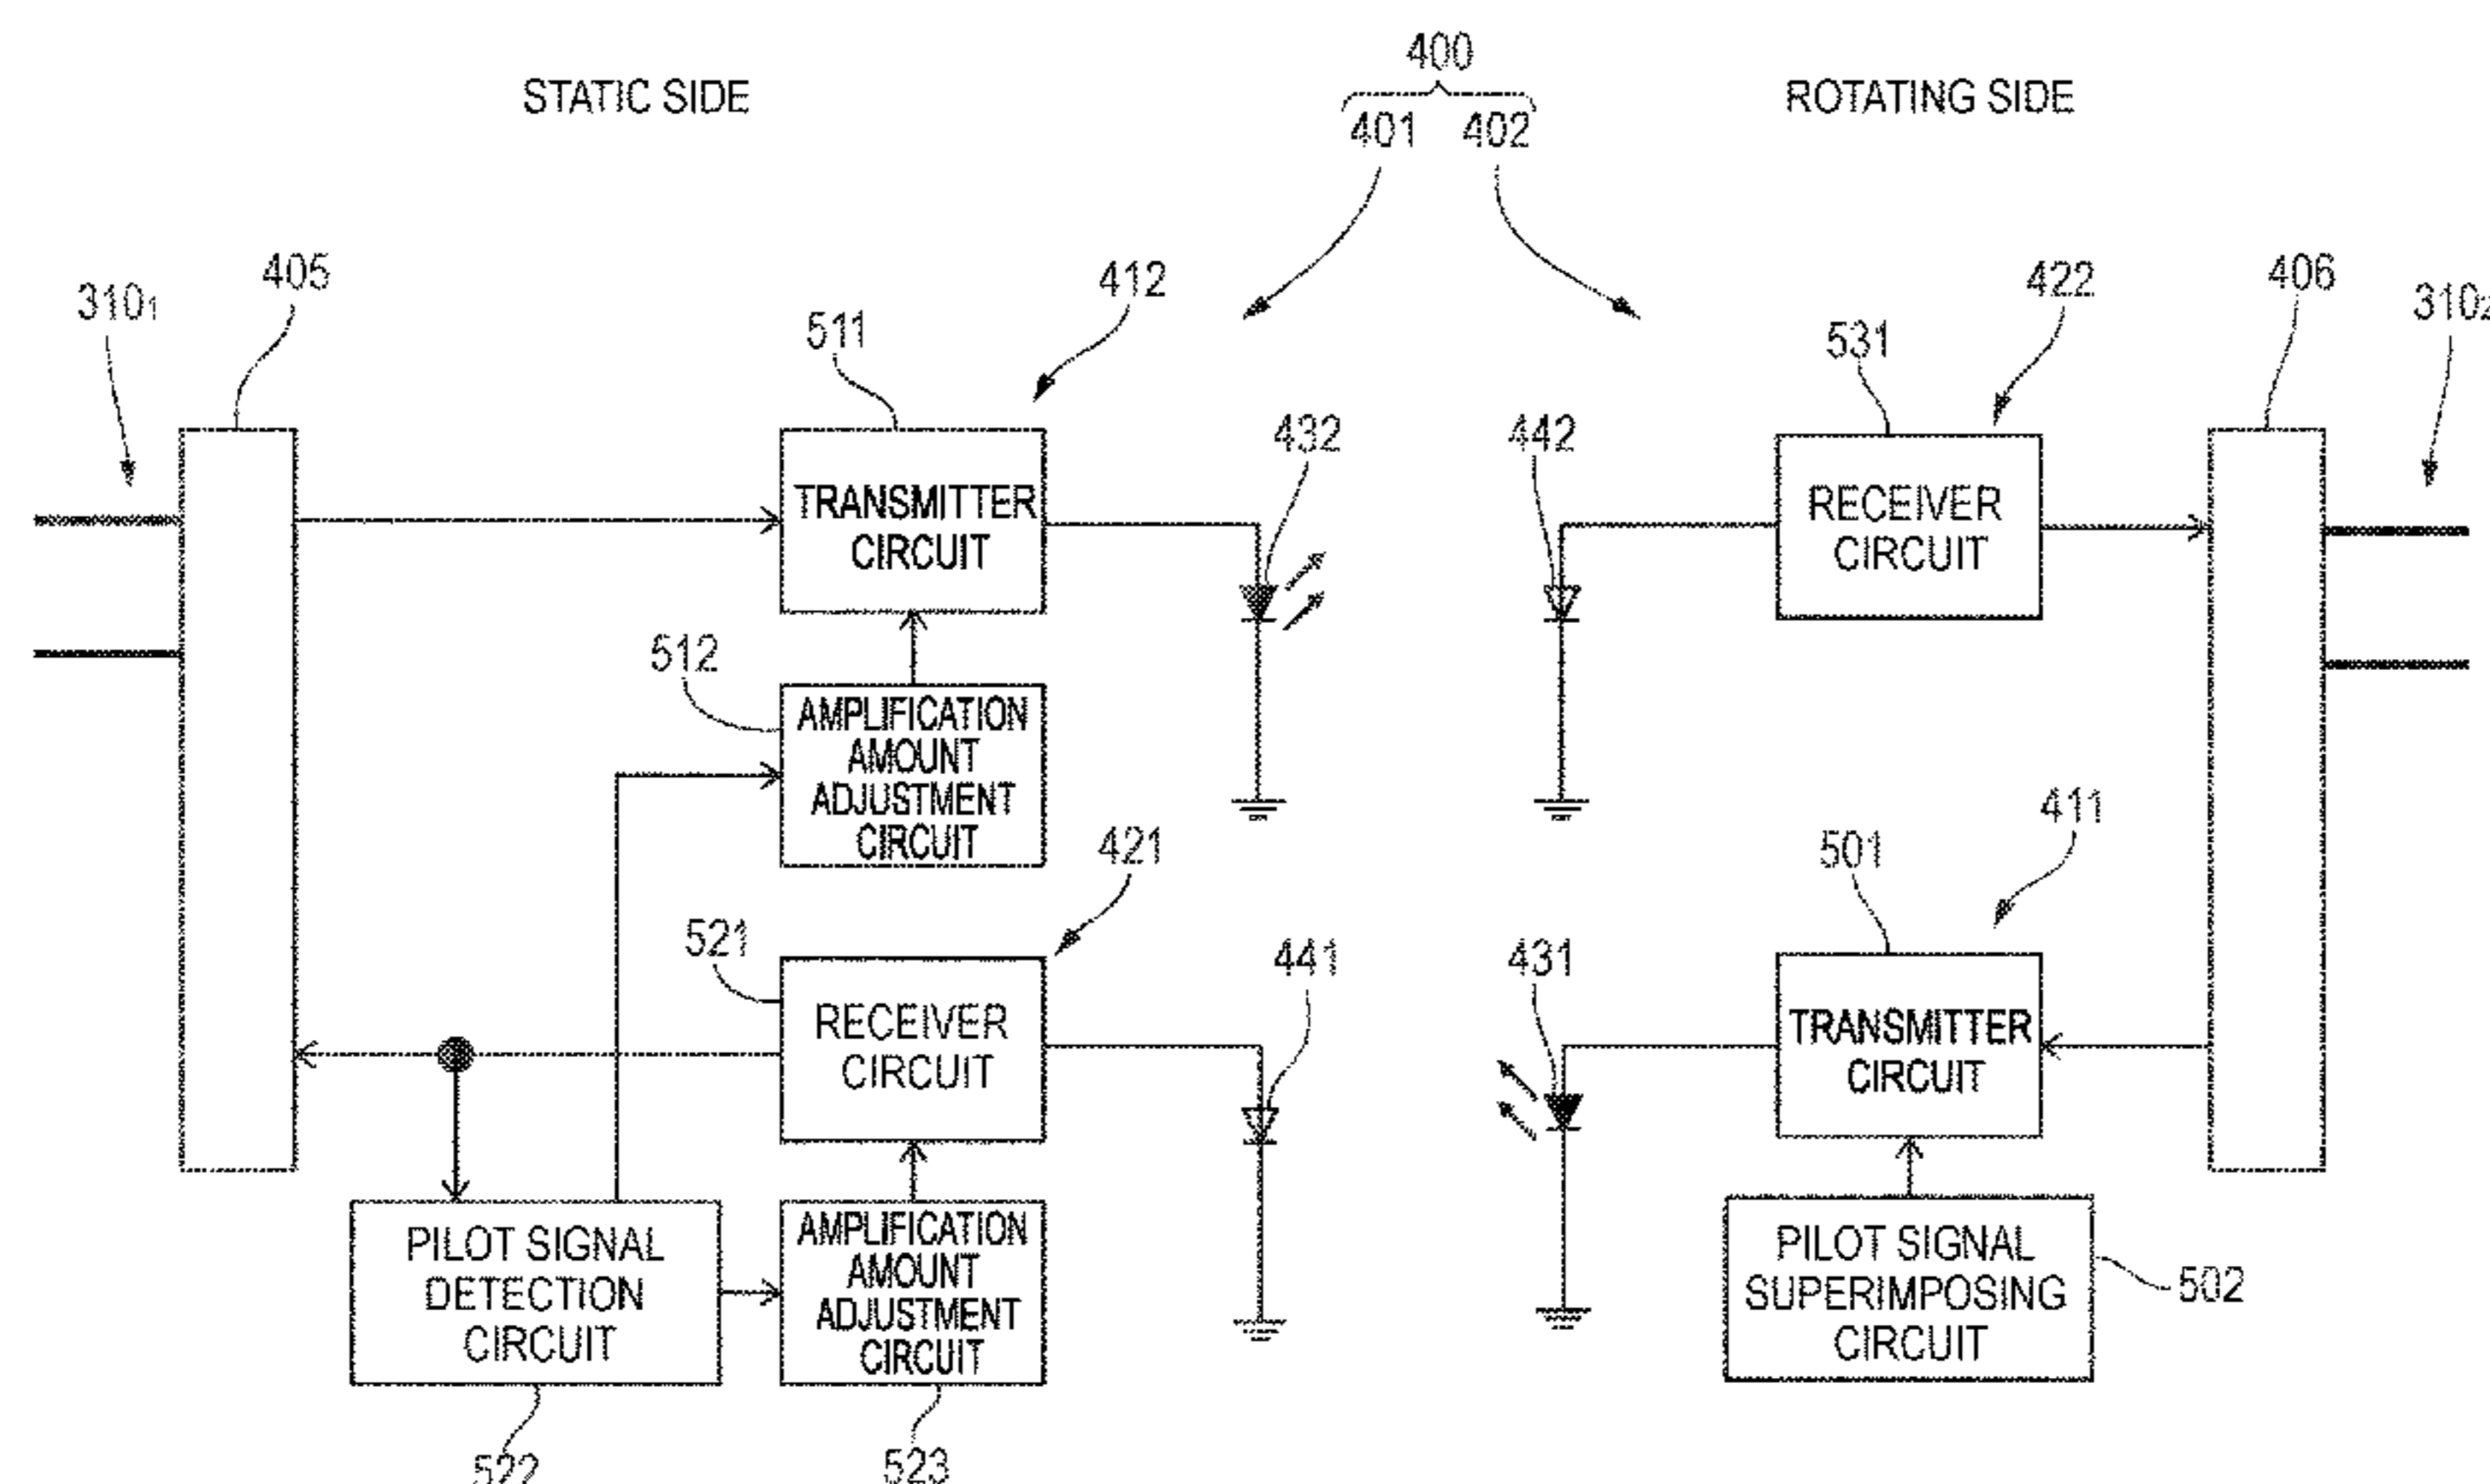 400
STATIC SIDE
ROTATING SIDE
401 402
405
412
422
406
310₁
511
531
310₂
432
442
TRANSMITTER
CIRCUIT
RECEIVER
CIRCUIT
512
AMPLIFICATION
AMOUNT
ADJUSTMENT
CIRCUIT
411
421
501
521
441
431
RECEIVER
CIRCUIT
TRANSMITTER
CIRCUIT
PILOT SIGNAL
DETECTION
CIRCUIT
AMPLIFICATION
AMOUNT
ADJUSTMENT
CIRCUIT
PILOT SIGNAL
SUPERIMPOSING
CIRCUIT
502
522
523